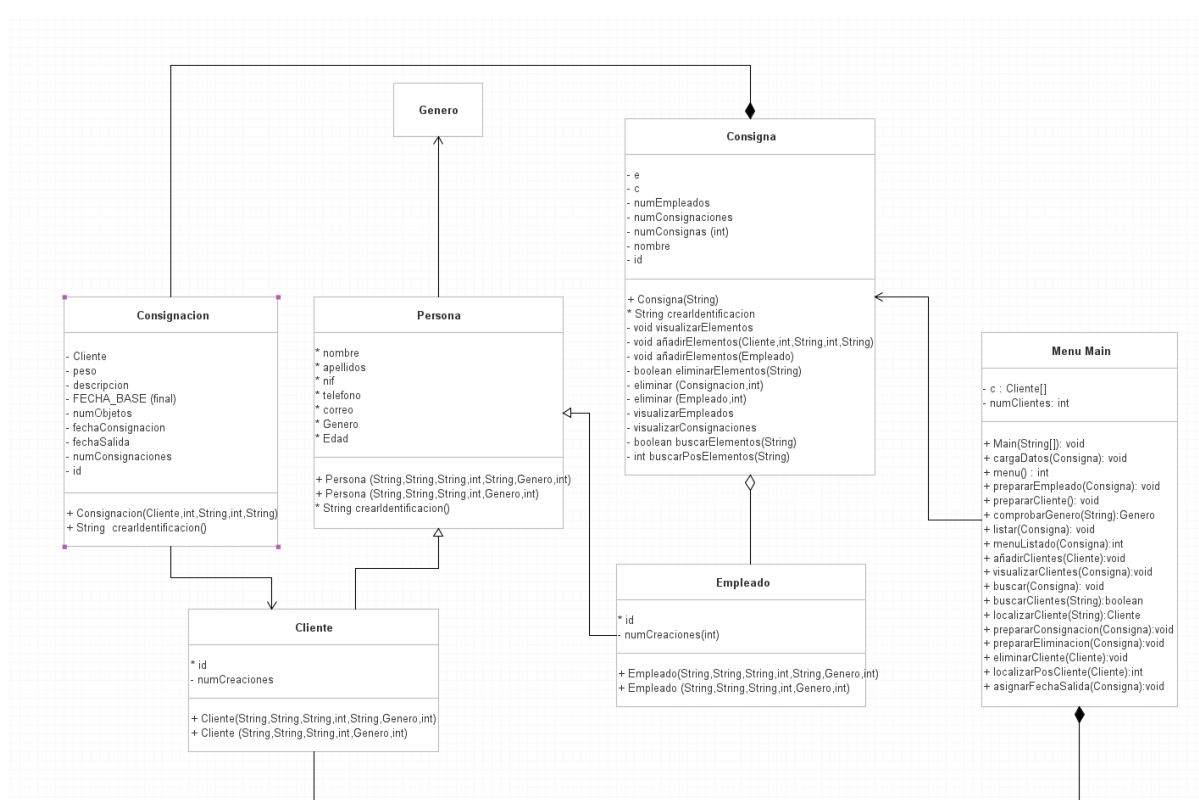 Genero
Consigna
- e
- c
- numEmpleados
- numConsignaciones
- numConsignas (int)
- nombre
- id
+ Consigna(String)
* String crearIdentificacion
- void visualizarElementos
- void añadirElementos(Cliente,int,String,int,String)
- void añadirElementos(Empleado)
- boolean eliminarElementos(String)
- eliminar (Consignacion,int)
- eliminar (Empleado,int)
- visualizarEmpleados
- visualizarConsignaciones
- boolean buscarElementos(String)
- int buscarPosElementos(String)
Consignacion
- Cliente
- peso
- descripcion
- FECHA_BASE (final)
- numObjetos
- fechaConsignacion
- fechaSalida
- numConsignaciones
- id
+ Consignacion(Cliente,int,String,int,String)
+ String crearIdentificacion()
Persona
* nombre
* apellidos
* nif
* telefono
* correo
* Genero
* Edad
+ Persona (String,String,String,int,String,Genero,int)
+ Persona (String,String,String,int,Genero,int)
* String crearIdentificacion()
Menu Main
- c : Cliente[]
- numClientes: int
+ Main(String[]): void
+ cargaDatos(Consigna): void
+ menu() : int
+ prepararEmpleado(Consigna): void
+ prepararCliente(): void
+ comprobarGenero(String):Genero
+ listar(Consigna): void
+ menuListado(Consigna):int
+ añadirClientes(Cliente):void
+ visualizarClientes(Consigna):void
+ buscar(Consigna): void
+ buscarClientes(String):boolean
+ localizarCliente(String):Cliente
+ prepararConsignacion(Consigna):void
+ prepararEliminacion(Consigna):void
+ eliminarCliente(Cliente):void
+ localizarPosCliente(Cliente):int
+ asignarFechaSalida(Consigna):void
Cliente
* id
- numCreaciones
+ Cliente(String,String,String,int,String,Genero,int)
+ Cliente (String,String,String,int,Genero,int)
Empleado
* id
- numCreaciones(int)
+ Empleado(String,String,String,int,String,Genero,int)
+ Empleado (String,String,String,int,Genero,int)